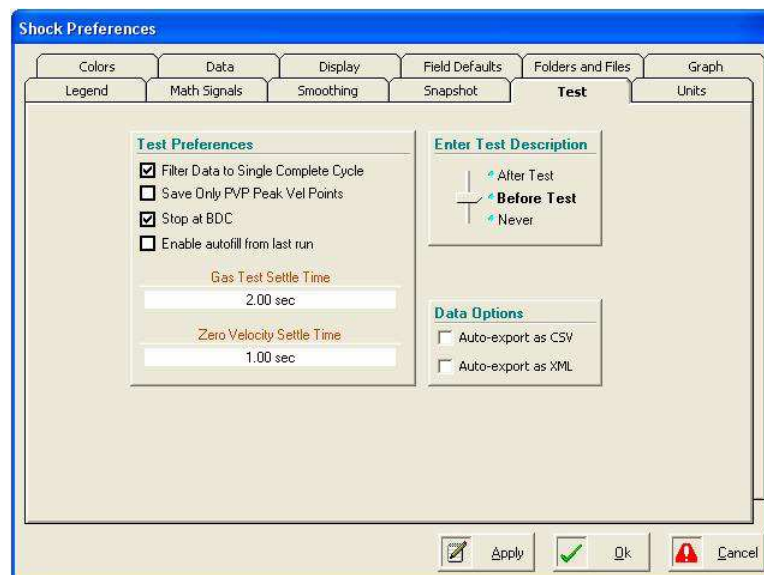 Shock Preferences
Colors Data Display Field Defaults Folders and Files Graph
Legend Math Signals Smoothing Snapshot Test Units
Test Preferences
Filter Data to Single Complete Cycle
Save Only PVP Peak Vel Points
Stop at BDC
Enable autofill from last run
Gas Test Settle Time
2.00 sec
Zero Velocity Settle Time
1.00 sec
Enter Test Description
After Test
Before Test
Never
Data Options
Auto-export as CSV
Auto-export as XML
Apply Ok Cancel